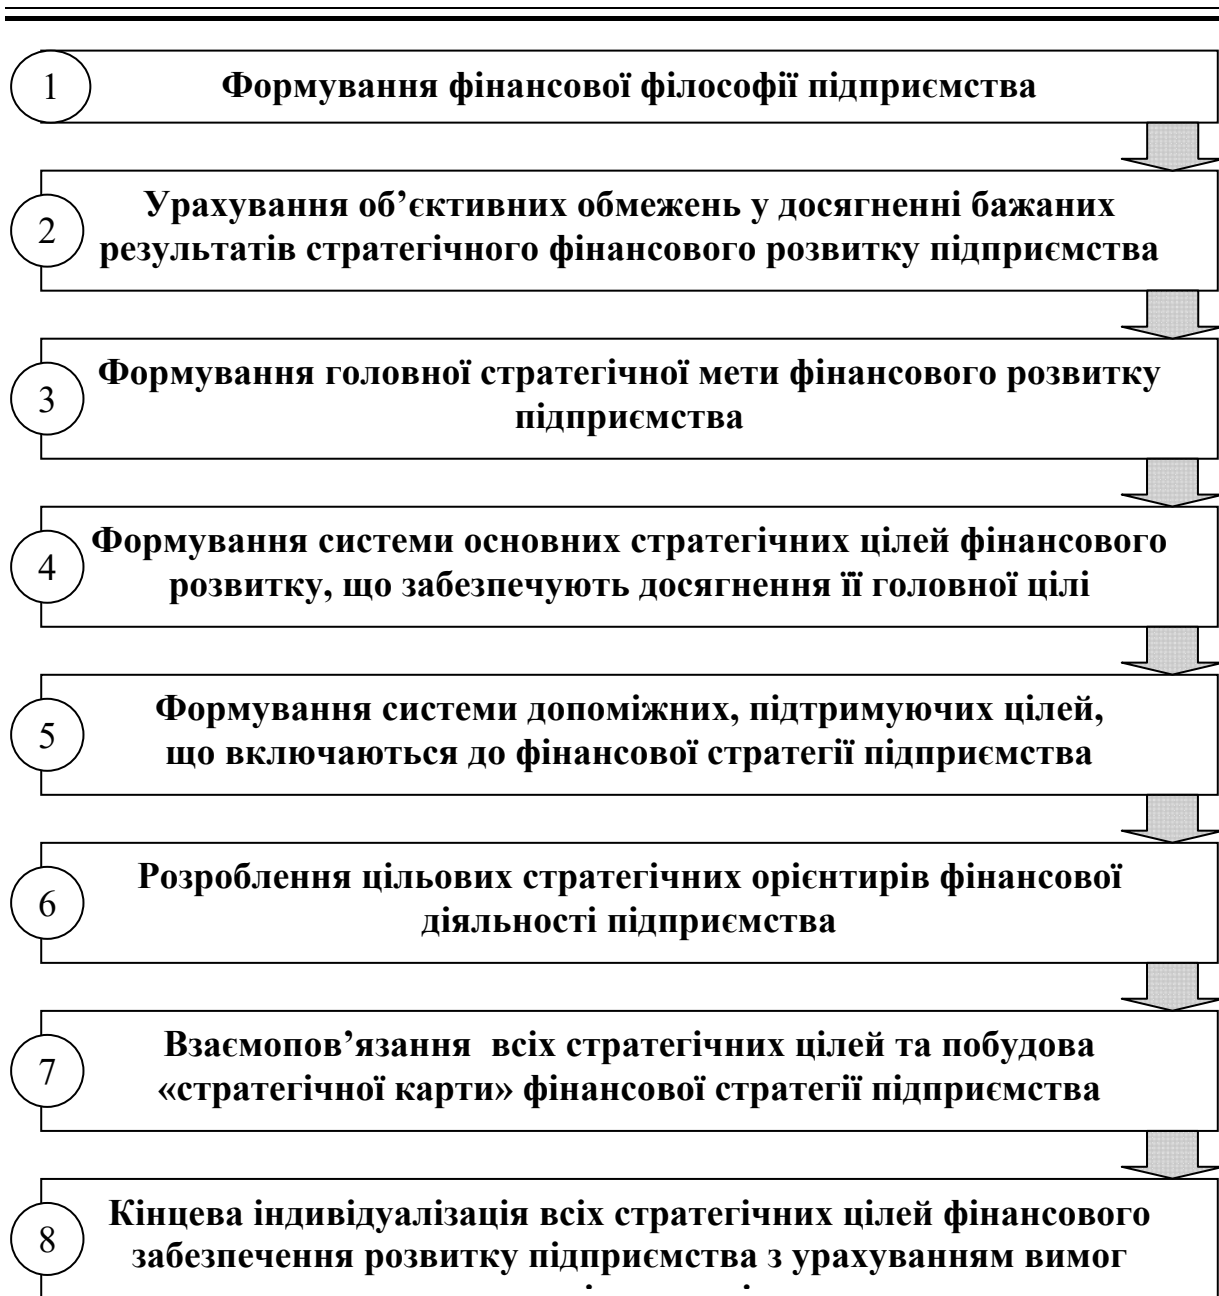 1
Формування фінансової філософії підприємства
2
Урахування об’єктивних обмежень у досягненні бажаних
результатів стратегічного фінансового розвитку підприємства
3
Формування головної стратегічної мети фінансового розвитку
підприємства
4
Формування системи основних стратегічних цілей фінансового
розвитку, що забезпечують досягнення її головної цілі
5
Формування системи допоміжних, підтримуючих цілей,
що включаються до фінансової стратегії підприємства
6
Розроблення цільових стратегічних орієнтирів фінансової
діяльності підприємства
7
Взаємопов’язання всіх стратегічних цілей та побудова
«стратегічної карти» фінансової стратегії підприємства
8
Кінцева індивідуалізація всіх стратегічних цілей фінансового
забезпечення розвитку підприємства з урахуванням вимог